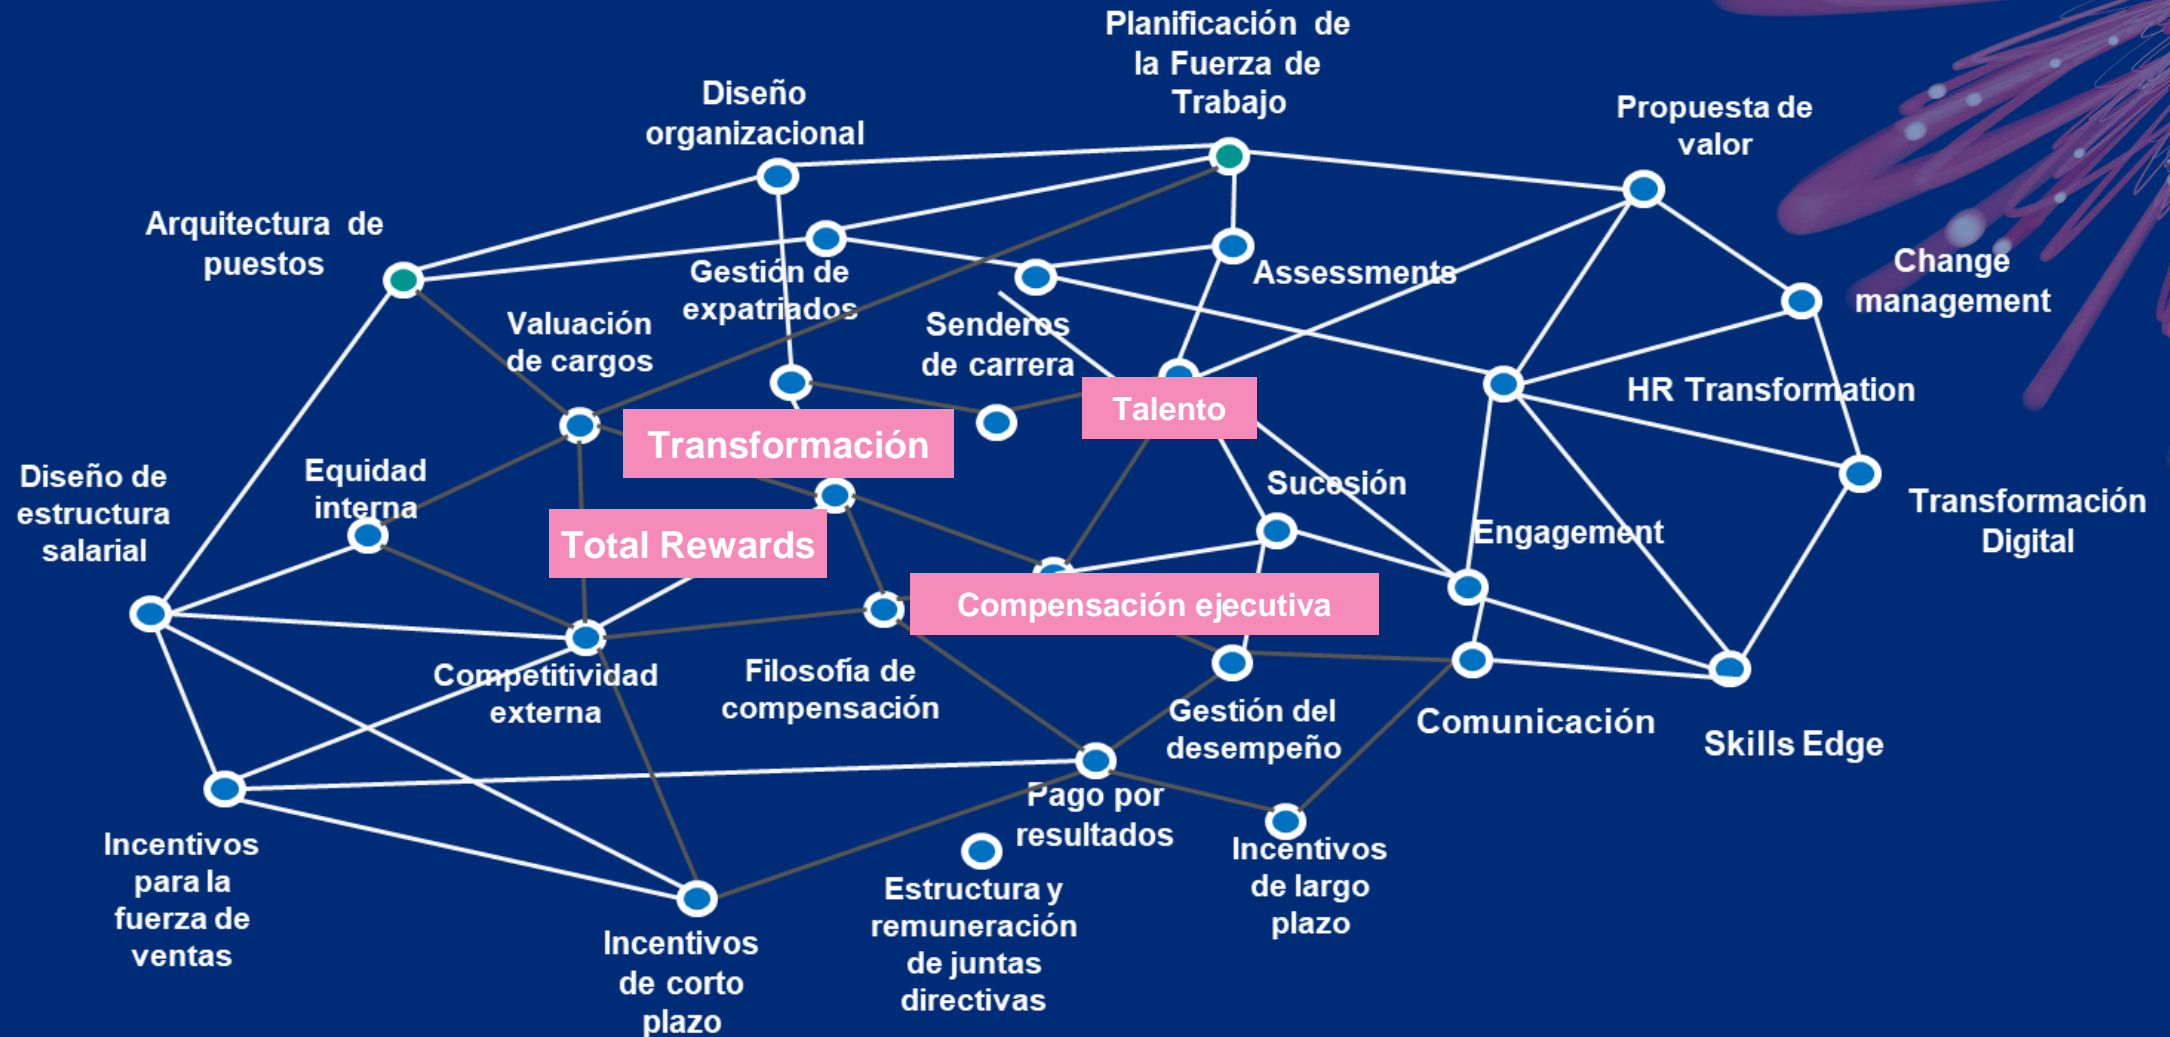 Planificación de
la Fuerza de
Trabajo
Diseño
organizacional
Propuesta de
valor
Arquitectura de
puestos
Gestión de
expatriados
Assessments
Change
management
Valuación
de cargos
Senderos
de carrera
HR Transformation
Talento
Transformación
Diseño de
estructura
salarial
Equidad
interna
Sucesión
Engagement
Transformación
Digital
Total Rewards
Compensación ejecutiva
Competitividad
externa
Filosofía de
compensación
Gestión del
desempeño
Comunicación
Skills Edge
Pago por
resultados
Incentivos
para la
fuerza de
ventas
Incentivos
de largo
plazo
Estructura y
remuneración
de juntas
directivas
Incentivos
de corto
plazo